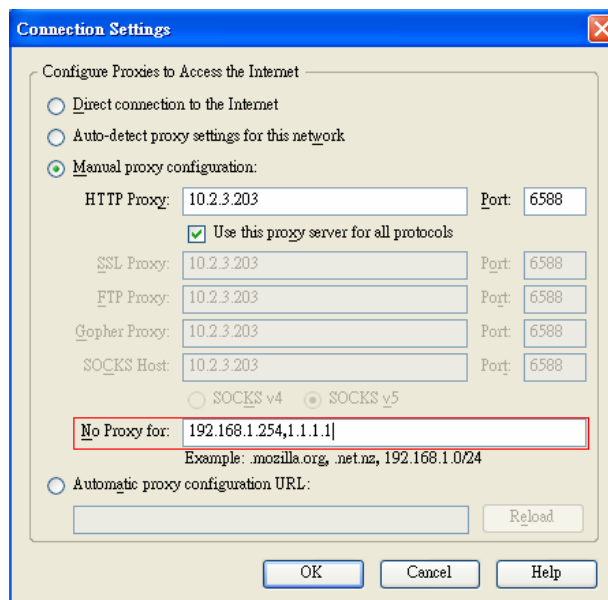 Connection Settings
Configure Proxies to Access the Internet
Direct connection to the Internet
Auto-detect proxy settings for this network
Manual proxy configuration:
HTTP Proxy: 10.2.3.203 Port: 6588
Use this proxy server for all protocols
SSL Proxy: 10.2.3.203 Port: 6588
FTP Proxy: 10.2.3.203 Port: 6588
Gopher Proxy: 10.2.3.203 Port: 6588
SOCKS Host: 10.2.3.203 Port: 6588
SOCKS v4 SOCKS v5
No Proxy for: 192.168.1.254,1.1.1.1
Example: .mozilla.org, .net.nz, 192.168.1.0/24
Automatic proxy configuration URL:
Reload
OK Cancel Help